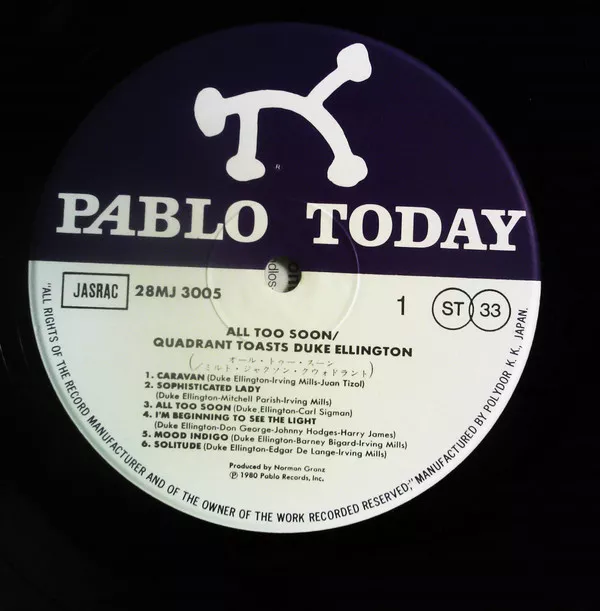 ®
PABLO TODAY
JASRAC 28MJ 3005 1 ST 33
ALL TOO SOON/
QUADRANT TOASTS DUKE ELLINGTON
(オール・トゥー・スーン
/ミルト・ジャクソン・クヮドラント)
1. CARAVAN (Duke Ellington-Irving Mills-Juan Tizol)
2. SOPHISTICATED LADY
(Duke Ellington-Mitchell Parish-Irving Mills)
3. ALL TOO SOON (Duke Ellington-Carl Sigman)
4. I'M BEGINNING TO SEE THE LIGHT
(Duke Ellington-Don George-Johnny Hodges-Harry James)
5. MOOD INDIGO (Duke Ellington-Barney Bigard-Irving Mills)
6. SOLITUDE (Duke Ellington-Edgar De Lange-Irving Mills)
Produced by Norman Granz
℗ 1980 Pablo Records, Inc.
"ALL RIGHTS OF THE RECORD MANUFACTURER AND OF THE OWNER OF THE WORK RECORDED RESERVED;" MANUFACTURED BY POLYDOR K. K., JAPAN.